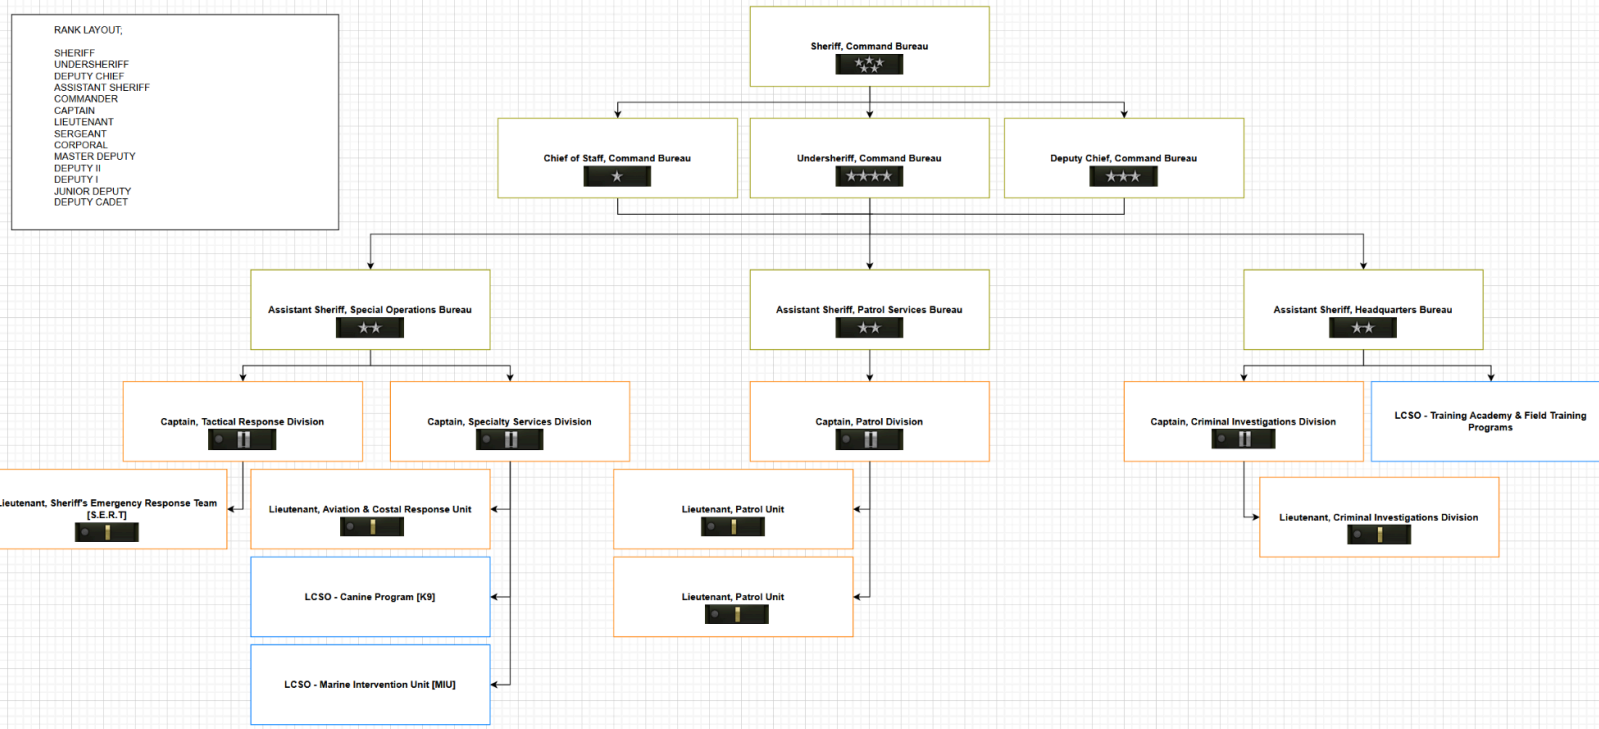 RANK LAYOUT;
SHERIFF
UNDERSHERIFF
DEPUTY CHIEF
ASSISTANT SHERIFF
COMMANDER
CAPTAIN
LIEUTENANT
SERGEANT
CORPORAL
MASTER DEPUTY
DEPUTY II
DEPUTY I
JUNIOR DEPUTY
DEPUTY CADET
Sheriff, Command Bureau
Chief of Staff, Command Bureau
Undersheriff, Command Bureau
Deputy Chief, Command Bureau
Assistant Sheriff, Special Operations Bureau
Assistant Sheriff, Patrol Services Bureau
Assistant Sheriff, Headquarters Bureau
Captain, Tactical Response Division
Captain, Specialty Services Division
Captain, Patrol Division
Captain, Criminal Investigations Division
LCSO - Training Academy & Field Training
Programs
Lieutenant, Sheriff's Emergency Response Team
[S.E.R.T]
Lieutenant, Aviation & Costal Response Unit
Lieutenant, Patrol Unit
Lieutenant, Criminal Investigations Division
LCSO - Canine Program [K9]
Lieutenant, Patrol Unit
LCSO - Marine Intervention Unit [MIU]